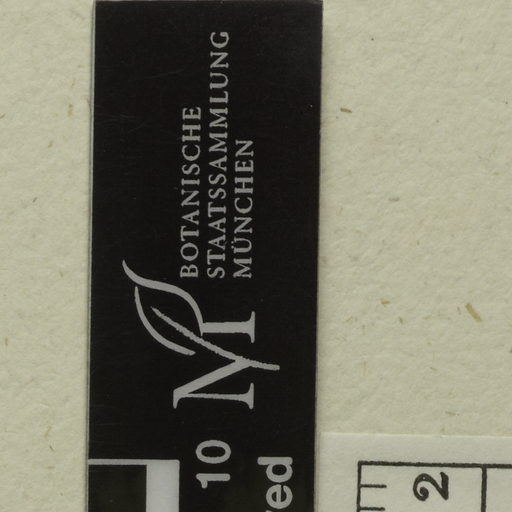 BOTANISCHE
STAATSSAMMLUNG
MÜNCHEN
M
10
2